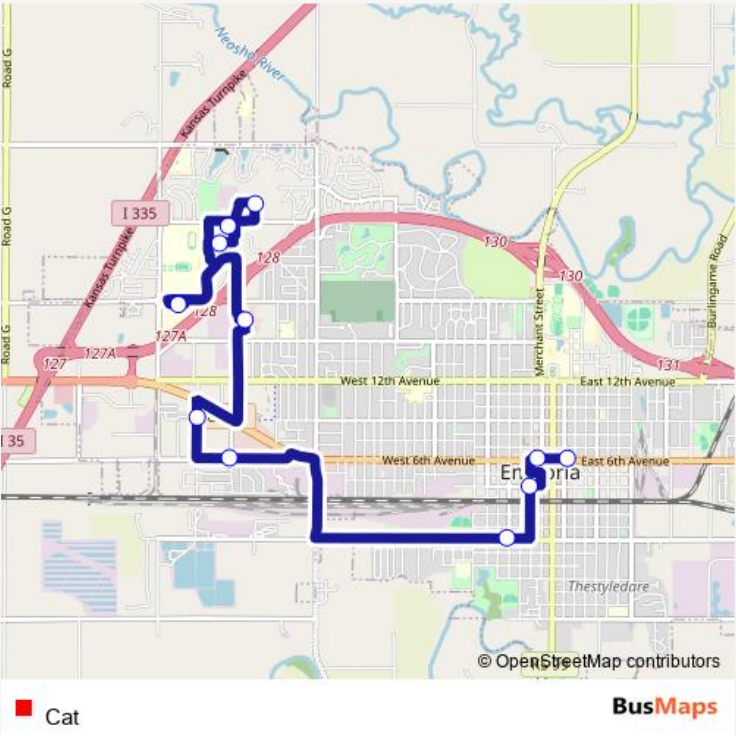 Neosho River
Road G
Kansas Turnpike
I 335
Road G
128
130
130
Burlingame Road
Kansas Turnpike
128
Merchant Street
127A
Road G
127A
127
131
West 12th Avenue
East 12th Avenue
I 35
West 6th Avenue
East 6th Avenue
Thestyledare
© OpenStreetMap contributors
Cat
BusMaps